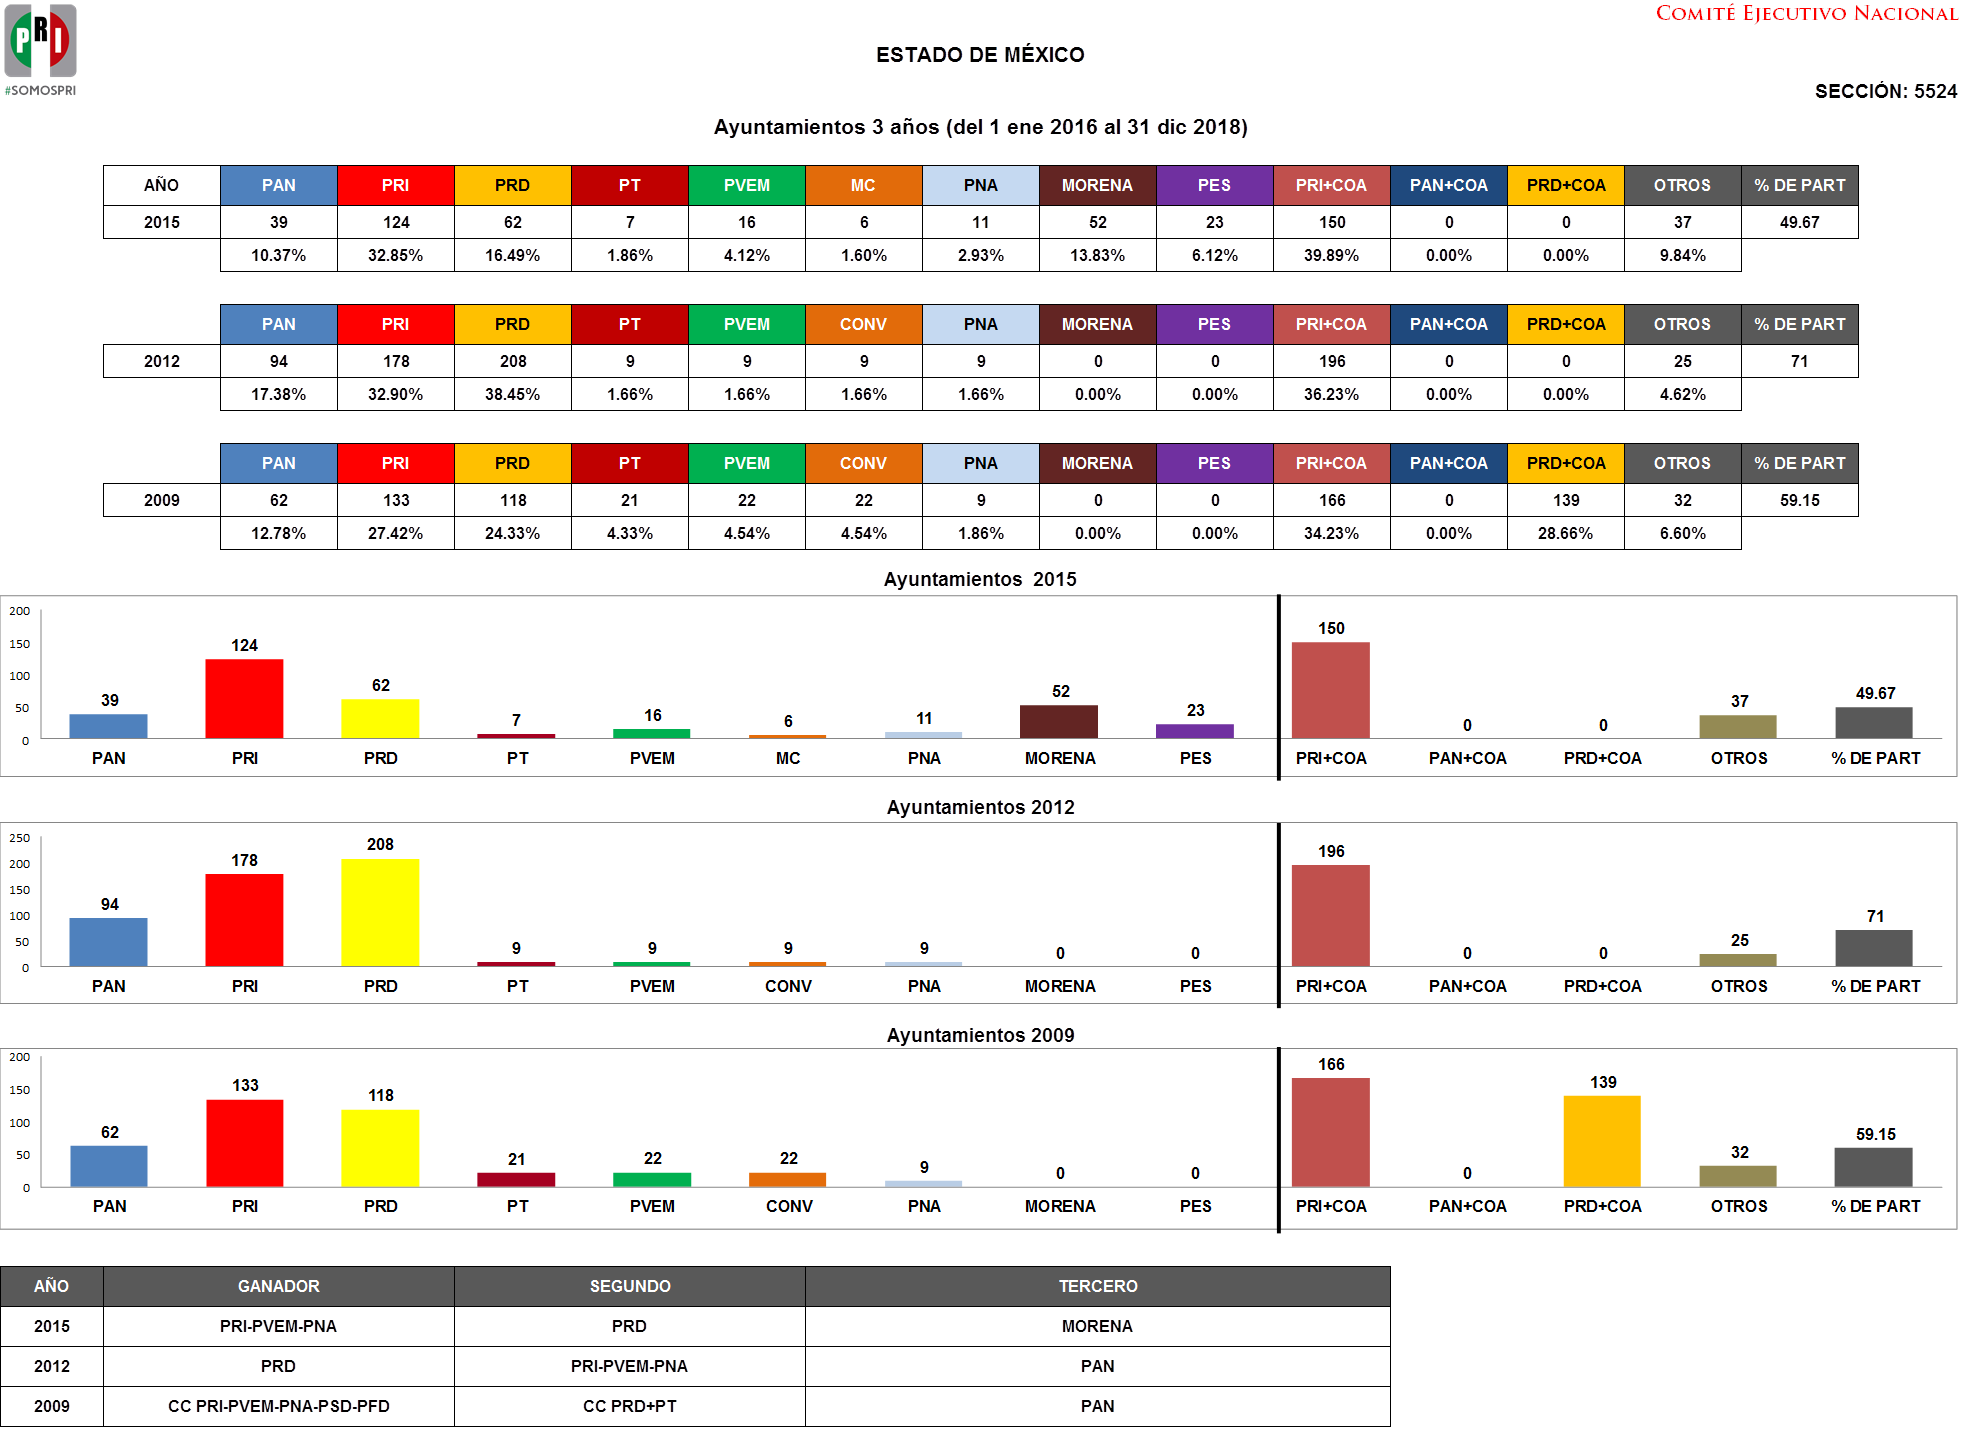 COMITÉ EJECUTIVO NACIONAL
PRI
#SOMOSPRI
ESTADO DE MÉXICO
SECCIÓN: 5524
Ayuntamientos 3 años (del 1 ene 2016 al 31 dic 2018)
AÑO PAN PRI PRD PT PVEM MC PNA MORENA PES PRI+COA PAN+COA PRD+COA OTROS % DE PART
2015 39 124 62 7 16 6 11 52 23 150 0 0 37 49.67
10.37% 32.85% 16.49% 1.86% 4.12% 1.60% 2.93% 13.83% 6.12% 39.89% 0.00% 0.00% 9.84%
PAN PRI PRD PT PVEM CONV PNA MORENA PES PRI+COA PAN+COA PRD+COA OTROS % DE PART
2012 94 178 208 9 9 9 9 0 0 196 0 0 25 71
17.38% 32.90% 38.45% 1.66% 1.66% 1.66% 1.66% 0.00% 0.00% 36.23% 0.00% 0.00% 4.62%
PAN PRI PRD PT PVEM CONV PNA MORENA PES PRI+COA PAN+COA PRD+COA OTROS % DE PART
2009 62 133 118 21 22 22 9 0 0 166 0 139 32 59.15
12.78% 27.42% 24.33% 4.33% 4.54% 4.54% 1.86% 0.00% 0.00% 34.23% 0.00% 28.66% 6.60%
Ayuntamientos 2015
200
150
100
50
0
39 124 62 7 16 6 11 52 23 150 0 0 37 49.67
PAN PRI PRD PT PVEM MC PNA MORENA PES PRI+COA PAN+COA PRD+COA OTROS % DE PART
Ayuntamientos 2012
250
200
150
100
50
0
94 178 208 9 9 9 9 0 0 196 0 0 25 71
PAN PRI PRD PT PVEM CONV PNA MORENA PES PRI+COA PAN+COA PRD+COA OTROS % DE PART
Ayuntamientos 2009
200
150
100
50
0
62 133 118 21 22 22 9 0 0 166 0 139 32 59.15
PAN PRI PRD PT PVEM CONV PNA MORENA PES PRI+COA PAN+COA PRD+COA OTROS % DE PART
AÑO GANADOR SEGUNDO TERCERO
2015 PRI-PVEM-PNA PRD MORENA
2012 PRD PRI-PVEM-PNA PAN
2009 CC PRI-PVEM-PNA-PSD-PFD CC PRD+PT PAN